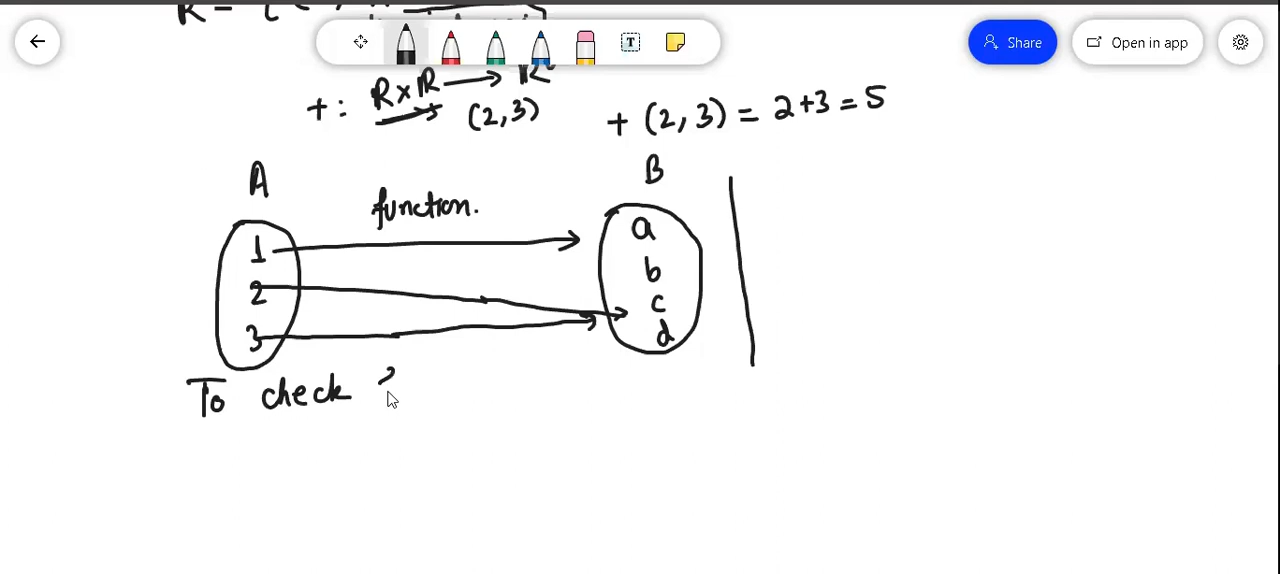 Share Open in app
+ : R×R → R
(2,3) + (2,3) = 2+3 = 5
A B
function.
1 a
2 b
3 c
d
To check